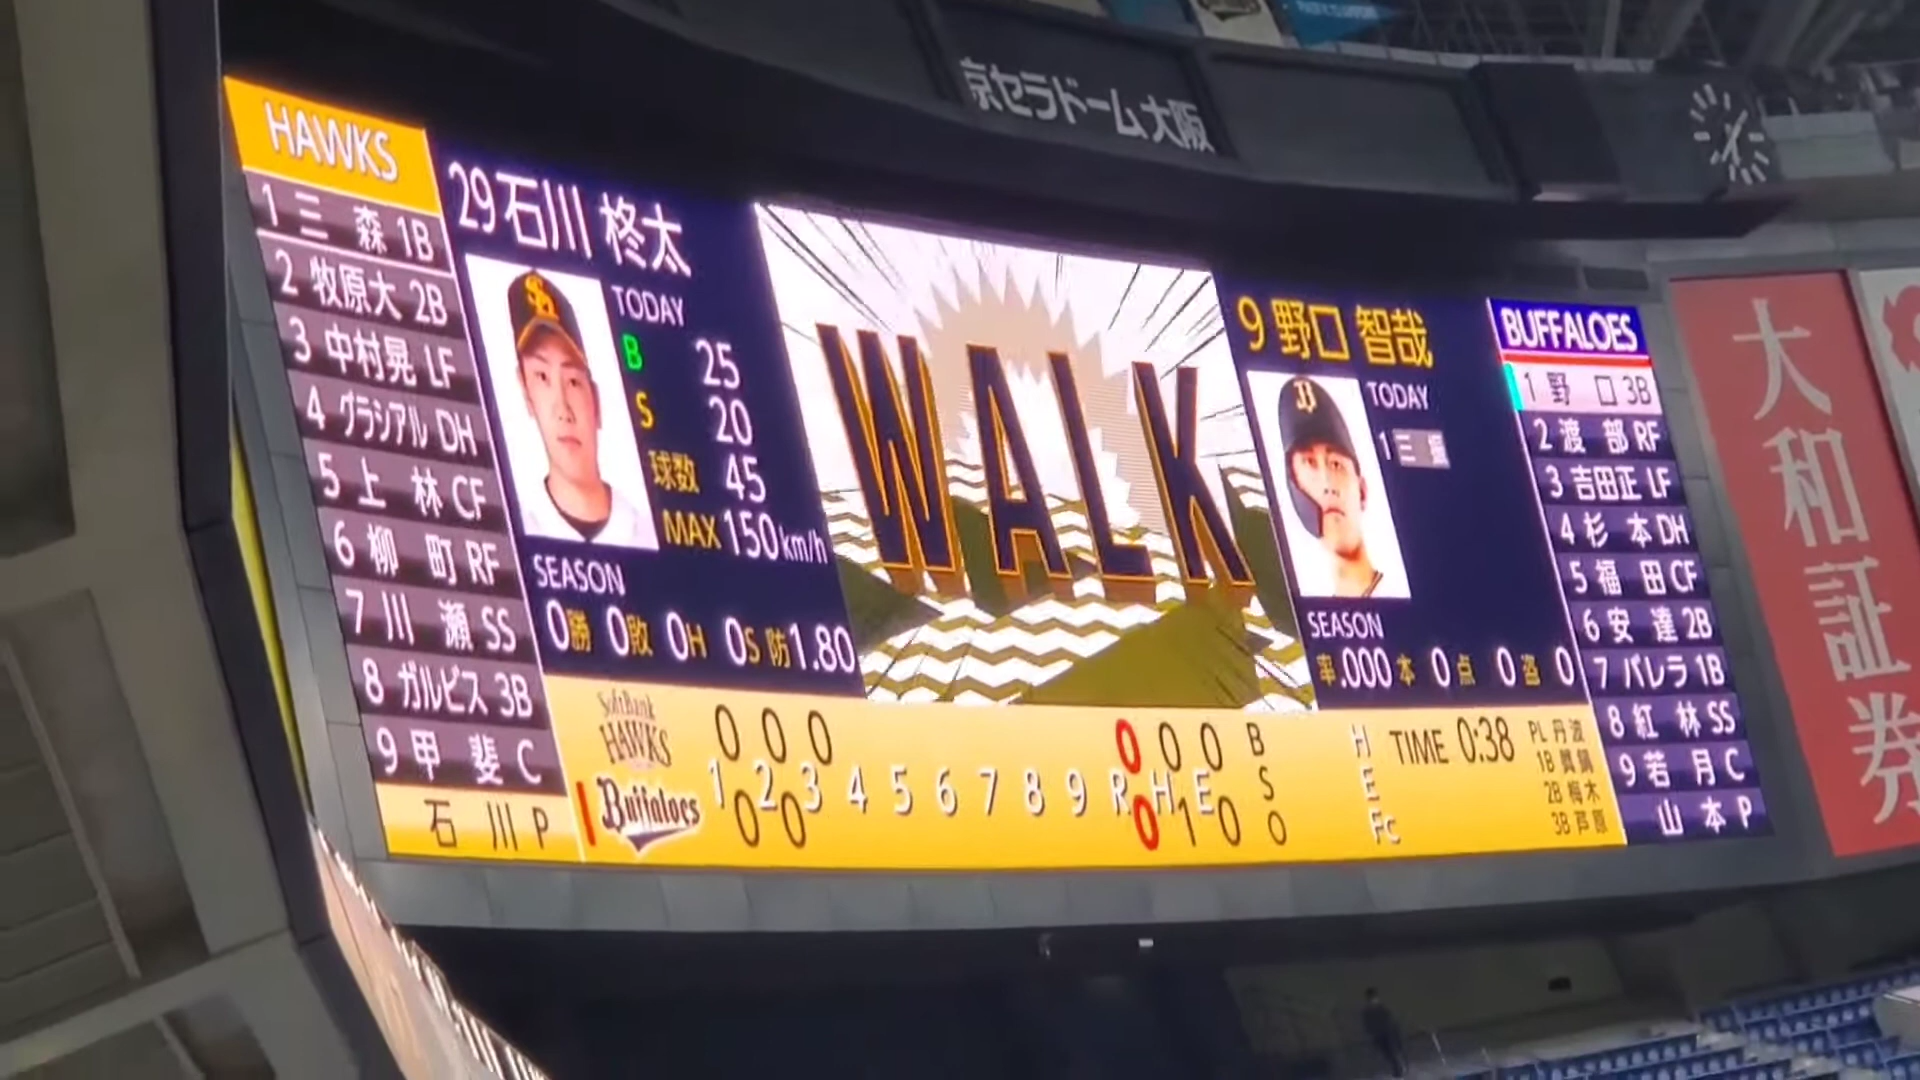 京セラドーム大阪
HAWKS
1 三 森 1B
2 牧原大 2B
3 中村晃 LF
4 グラシアル DH
5 上 林 CF
6 柳 町 RF
7 川 瀬 SS
8 ガルビス 3B
9 甲 斐 C
石 川 P
29 石川 柊太
TODAY
B 25
S 20
球数 45
MAX 150km/h
SEASON
0勝 0敗 0H 0S 防1.80
WALK
9 野口 智哉
TODAY
1 三 振
SEASON
率.000 本 0 点 0 盗 0
BUFFALOES
1 野 口 3B
2 渡 部 RF
3 吉田正 LF
4 杉 本 DH
5 福 田 CF
6 安 達 2B
7 バレラ 1B
8 紅 林 SS
9 若 月 C
山 本 P
SoftBank HAWKS 0 0 0 0 0 0
1 2 3 4 5 6 7 8 9 R H E
Buffaloes 0 0 0 1 0
B
S
O
H
E
Fc
TIME 0:38
PL 丹波
1B 眞鍋
2B 梅木
3B 芦原
大和証券